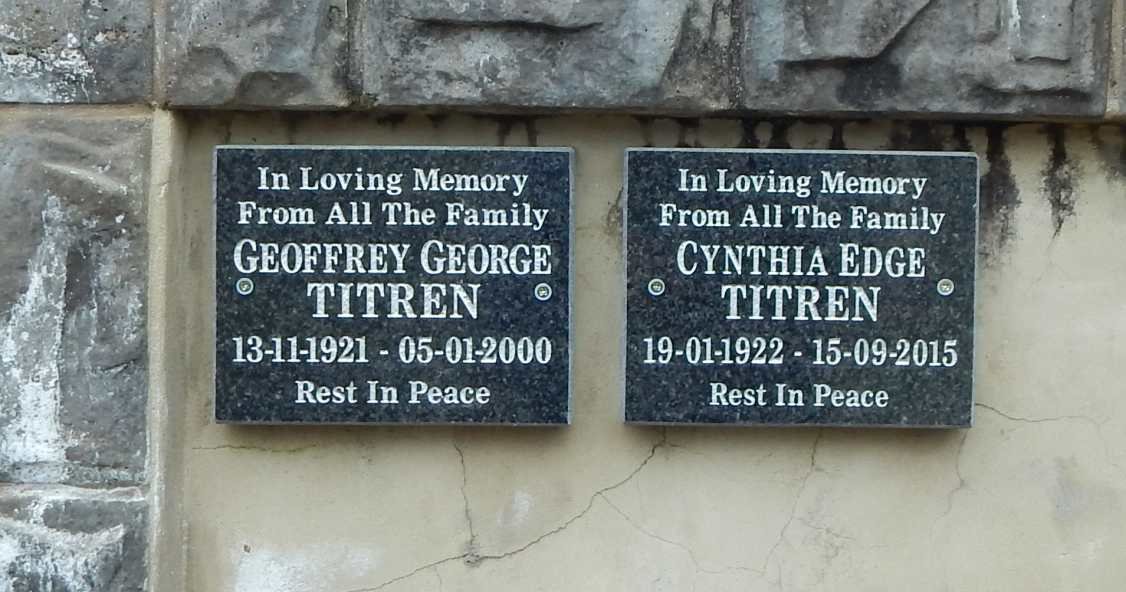 In Loving Memory
From All The Family
GEOFFREY GEORGE
TITREN
13-11-1921 - 05-01-2000
Rest In Peace
In Loving Memory
From All The Family
CYNTHIA EDGE
TITREN
19-01-1922 - 15-09-2015
Rest In Peace